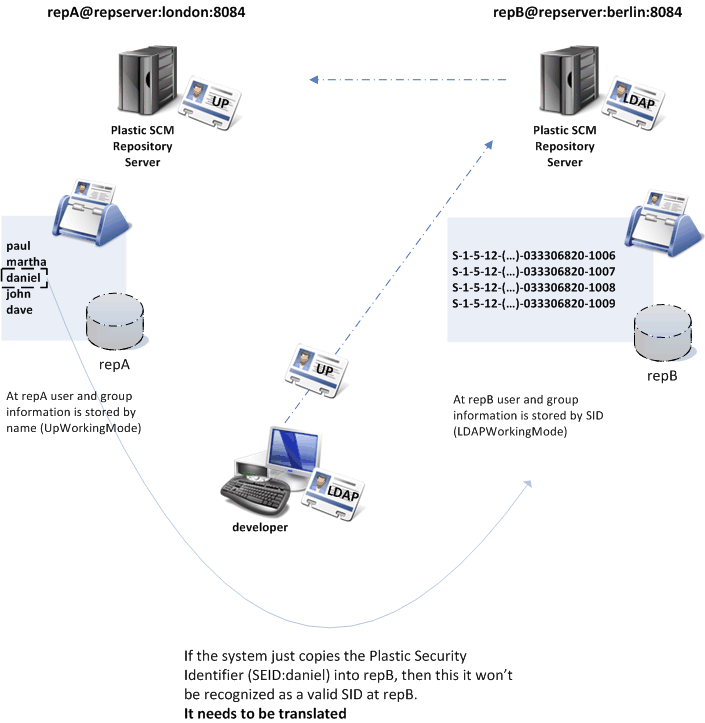 repA@repserver:london:8084
repB@repserver:berlin:8084
UP
LDAP
Plastic SCM
Repository
Server
Plastic SCM
Repository
Server
paul
martha
daniel
john
dave
S-1-5-12-(...)-033306820-1006
S-1-5-12-(...)-033306820-1007
S-1-5-12-(...)-033306820-1008
S-1-5-12-(...)-033306820-1009
repA
repB
UP
At repA user and group
information is stored by
name (UpWorkingMode)
At repB user and group
information is stored by SID
(LDAPWorkingMode)
LDAP
developer
If the system just copies the Plastic Security
Identifier (SEID:daniel) into repB, then this it won't
be recognized as a valid SID at repB.
It needs to be translated